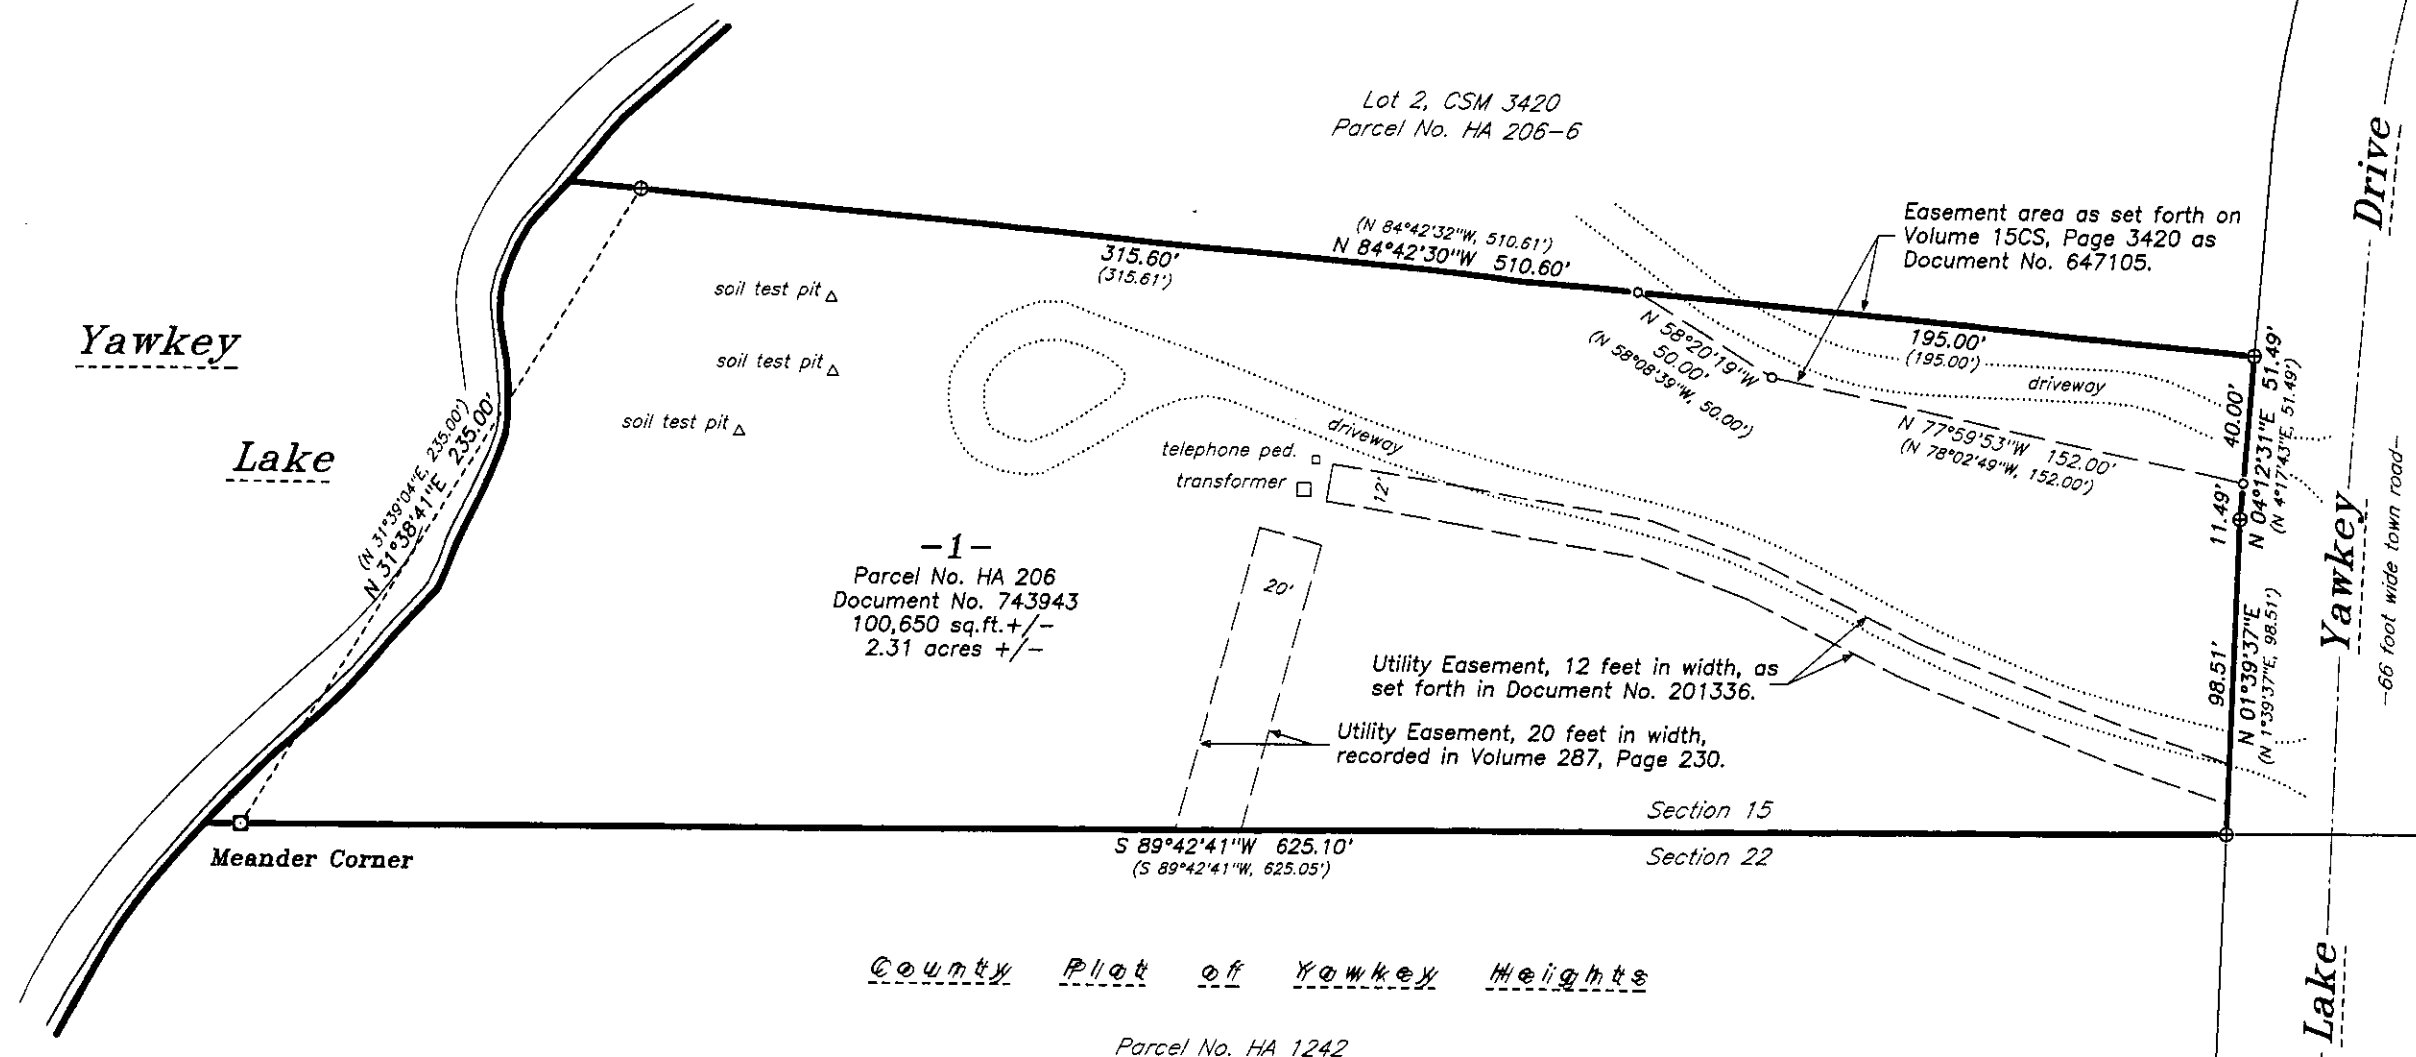 Lot 2, CSM 3420
Parcel No. HA 206-6
Easement area as set forth on
Volume 15CS, Page 3420 as
Document No. 647105.
(N 84°42'32"W, 510.61')
N 84°42'30"W 510.60'
315.60'
(315.61')
soil test pit
soil test pit
soil test pit
Yawkey
Lake
(N 31°39'04"E, 235.00')
N 31°38'41"E 235.00'
N 58°20'19"W
50.00'
(N 58°08'39"W, 50.00')
195.00'
(195.00')
driveway
N 77°59'53"W 152.00'
(N 78°02'49"W, 152.00')
40.00'
11.49'
N 04°12'31"E 51.49'
(N 4°17'43"E, 51.49')
98.51'
N 01°39'37"E
(N 1°39'37"E, 98.51')
Drive
Yawkey
Lake
-66 foot wide town road-
driveway
telephone ped.
transformer
12'
20'
-1-
Parcel No. HA 206
Document No. 743943
100,650 sq.ft.+/-
2.31 acres +/-
Utility Easement, 12 feet in width, as
set forth in Document No. 201336.
Utility Easement, 20 feet in width,
recorded in Volume 287, Page 230.
Section 15
Section 22
Meander Corner
S 89°42'41"W 625.10'
(S 89°42'41"W, 625.05')
County Plat of Yawkey Heights
Parcel No. HA 1242